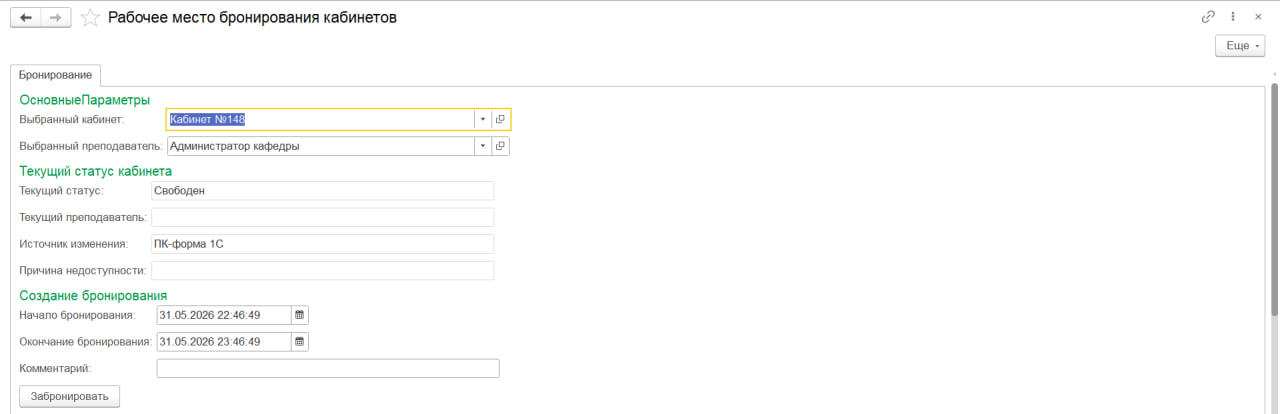 Рабочее место бронирования кабинетов
Еще
Бронирование
ОсновныеПараметры
Выбранный кабинет: Кабинет №148
Выбранный преподаватель: Администратор кафедры
Текущий статус кабинета
Текущий статус: Свободен
Текущий преподаватель:
Источник изменения: ПК-форма 1С
Причина недоступности:
Создание бронирования
Начало бронирования: 31.05.2026 22:46:49
Окончание бронирования: 31.05.2026 23:46:49
Комментарий:
Забронировать